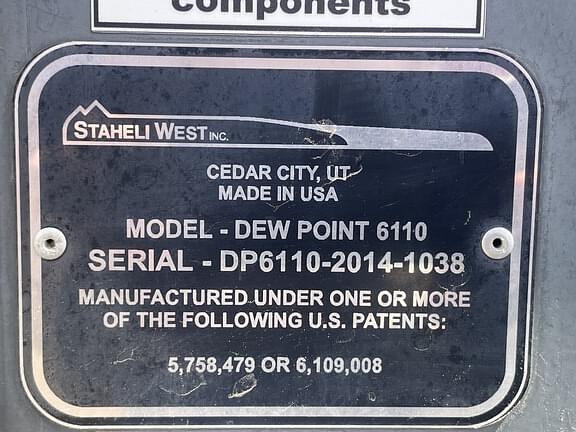 components
STAHELI WEST INC.
CEDAR CITY, UT
MADE IN USA
MODEL - DEW POINT 6110
SERIAL - DP6110-2014-1038
MANUFACTURED UNDER ONE OR MORE
OF THE FOLLOWING U.S. PATENTS:
5,758,479 OR 6,109,008